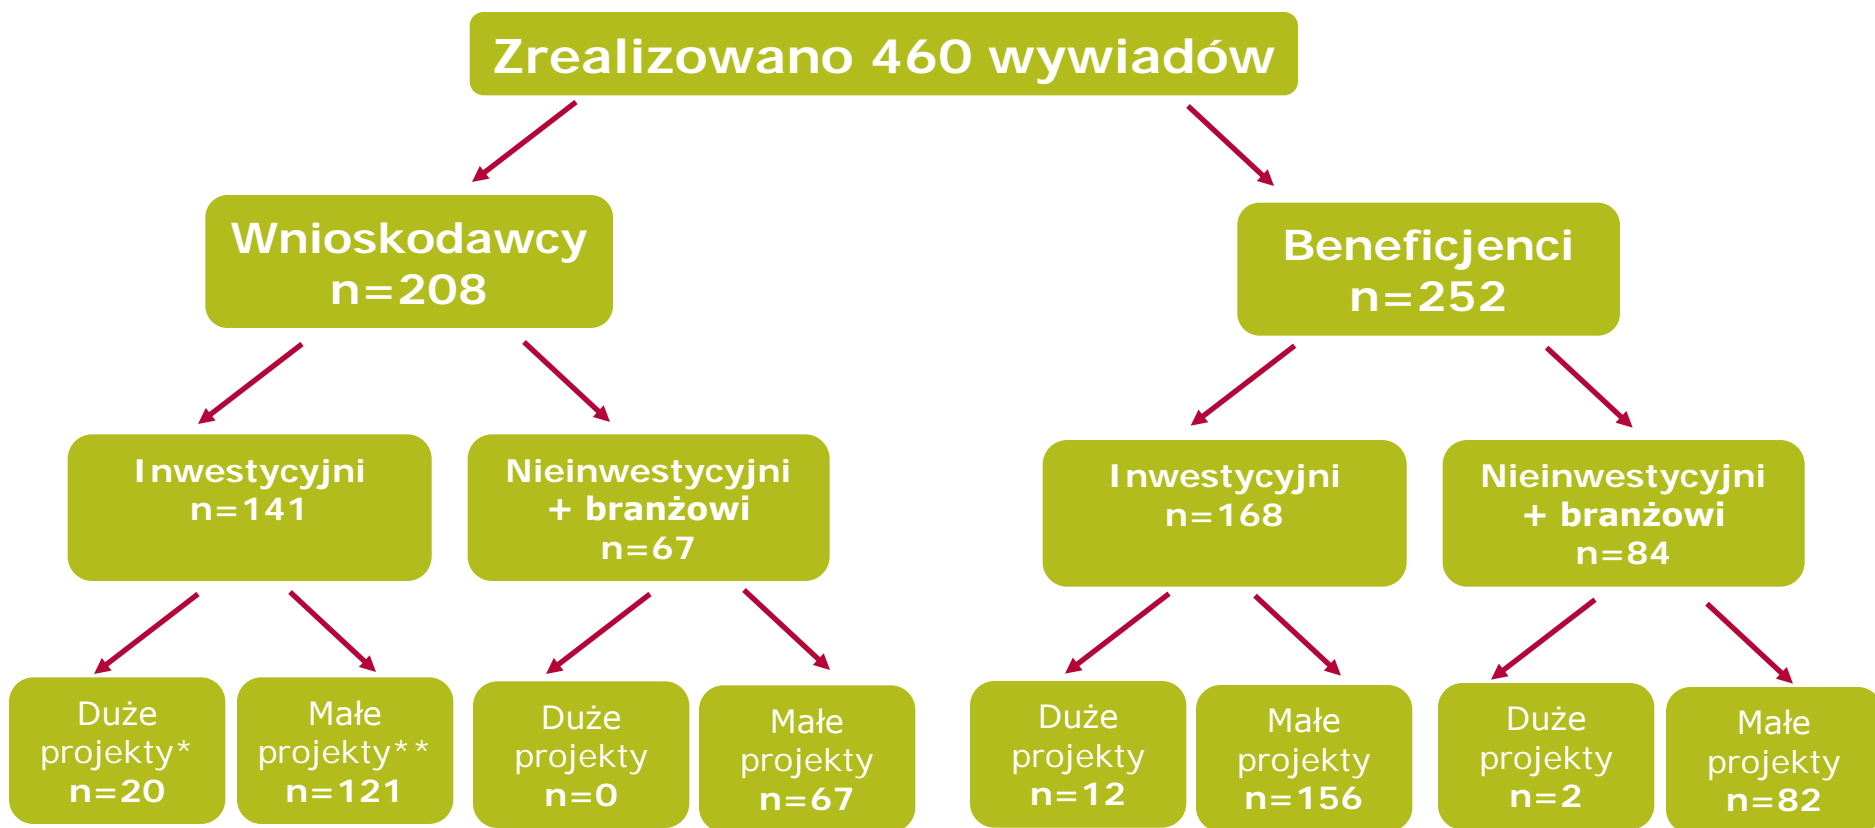 Zrealizowano 460 wywiadów
Wnioskodawcy
n=208
Beneficjenci
n=252
Inwestycyjni
n=141
Nieinwestycyjni
+ branżowi
n=67
Inwestycyjni
n=168
Nieinwestycyjni
+ branżowi
n=84
Duże
projekty*
n=20
Małe
projekty**
n=121
Duże
projekty
n=0
Małe
projekty
n=67
Duże
projekty
n=12
Małe
projekty
n=156
Duże
projekty
n=2
Małe
projekty
n=82